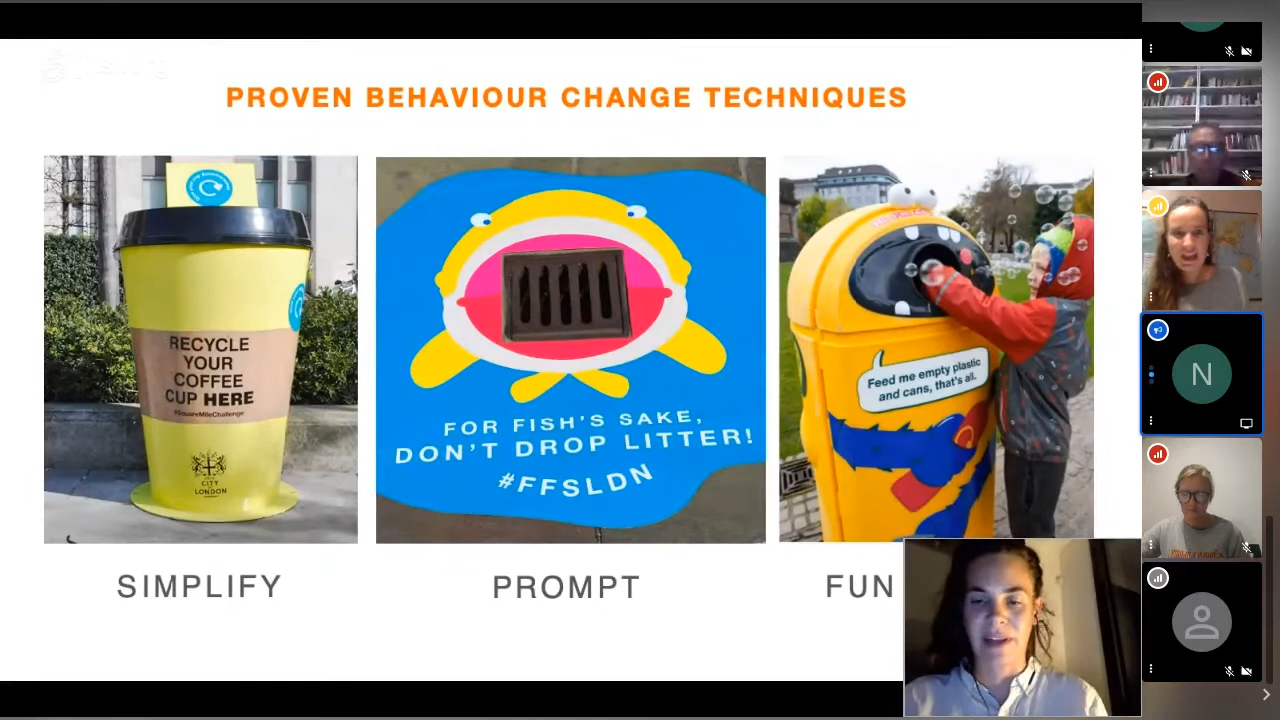 PROVEN BEHAVIOUR CHANGE TECHNIQUES
RECYCLE
YOUR
COFFEE
CUP HERE
#SquareMileChallenge
CITY
LONDON
FOR FISH'S SAKE,
DON'T DROP LITTER!
#FFSLDN
Feed me empty plastic
and cans, that's all.
SIMPLIFY
PROMPT
FUN
N